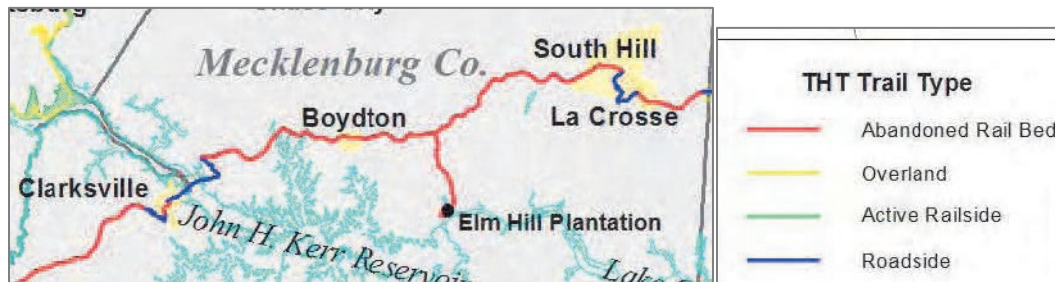 Mecklenburg Co.
South Hill
La Crosse
Boydton
Clarksville
Elm Hill Plantation
John H. Kerr Reservoir
Lake
THT Trail Type
Abandoned Rail Bed
Overland
Active Railside
Roadside